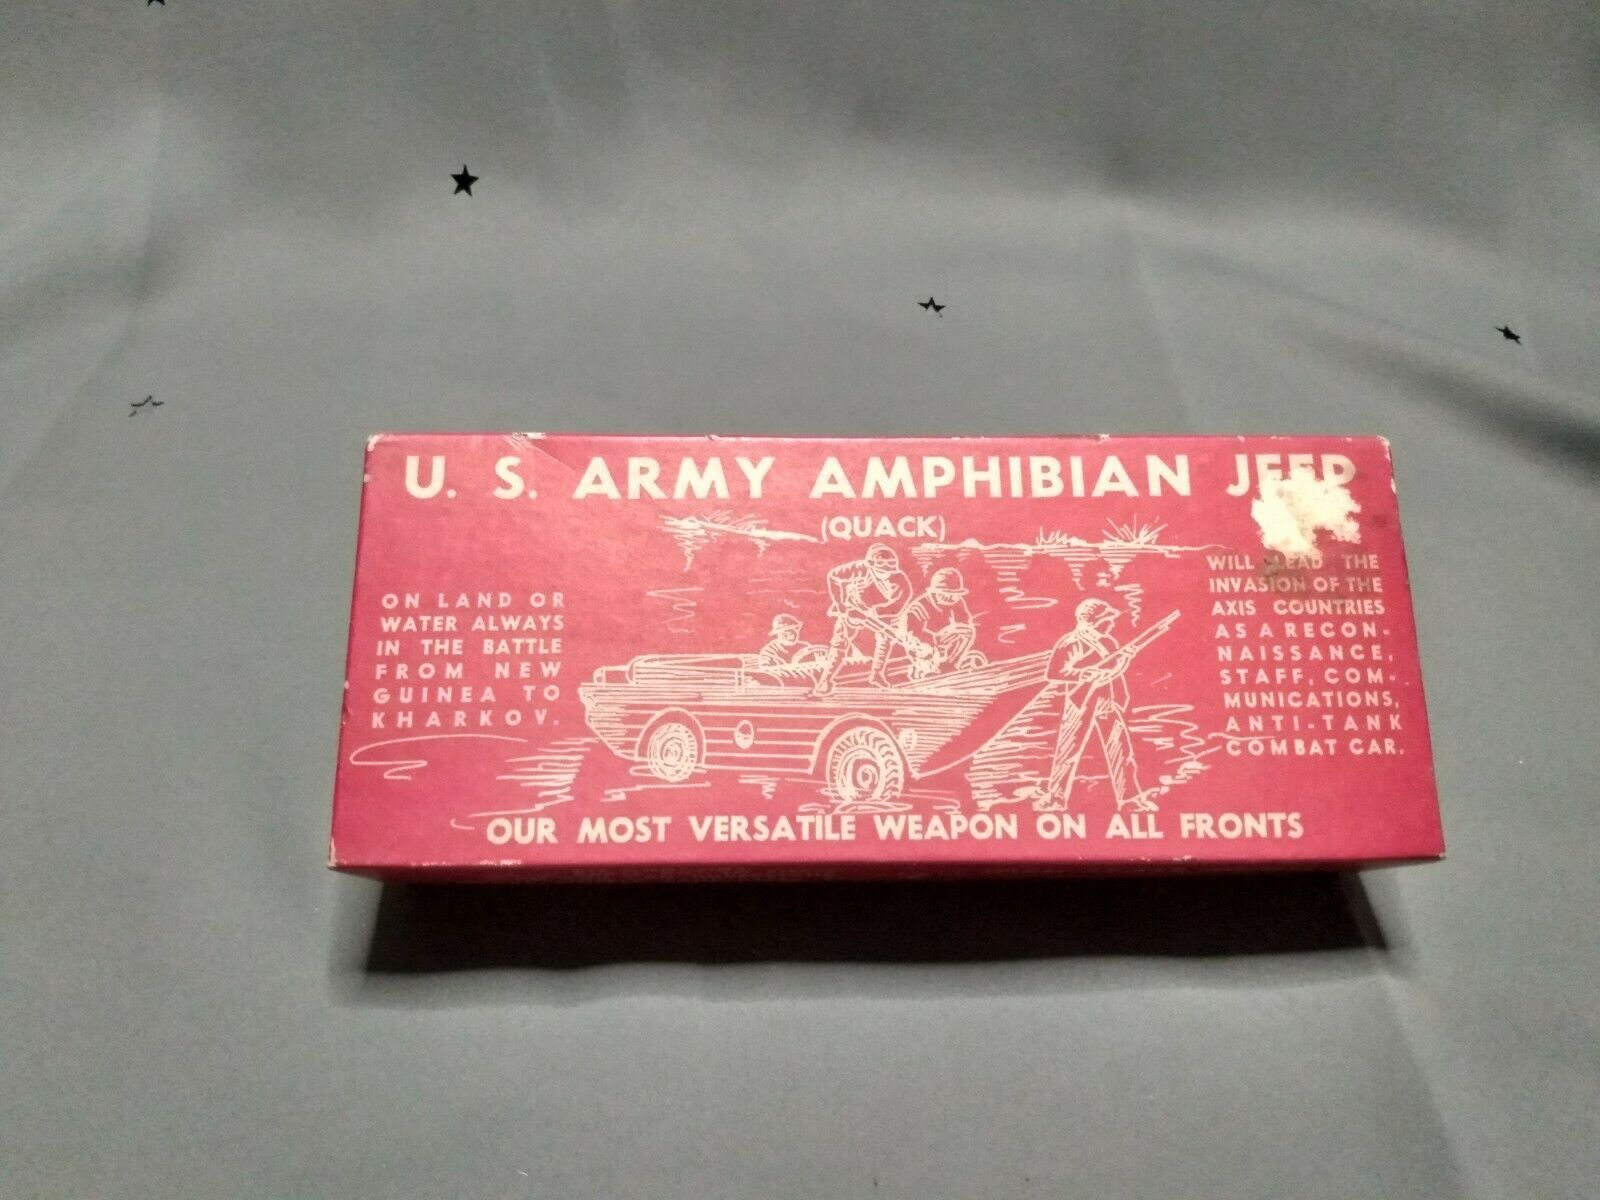 U. S. ARMY AMPHIBIAN JEEP
(QUACK)
ON LAND OR
WATER ALWAYS
IN THE BATTLE
FROM NEW
GUINEA TO
KHARKOV.
WILL LEAD THE
INVASION OF THE
AXIS COUNTRIES
AS A RECON-
NAISSANCE,
STAFF, COM-
MUNICATIONS,
ANTI-TANK
COMBAT CAR.
OUR MOST VERSATILE WEAPON ON ALL FRONTS